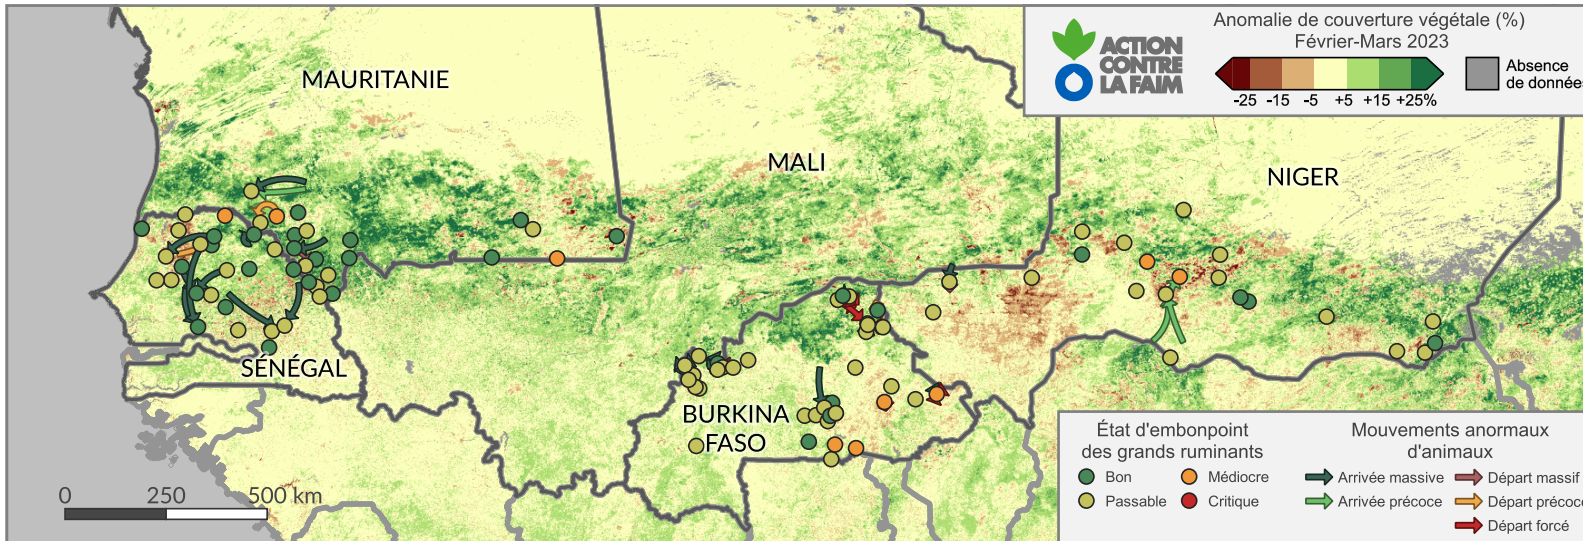 ACTION
CONTRE
LA FAIM
Anomalie de couverture végétale (%)
Février-Mars 2023
-25 -15 -5 +5 +15 +25%
Absence
de données
MAURITANIE
MALI
NIGER
SÉNÉGAL
BURKINA
FASO
0 250 500 km
État d'embonpoint
des grands ruminants
Bon
Médiocre
Passable
Critique
Mouvements anormaux
d'animaux
Arrivée massive
Départ massif
Arrivée précoce
Départ précoce
Départ forcé